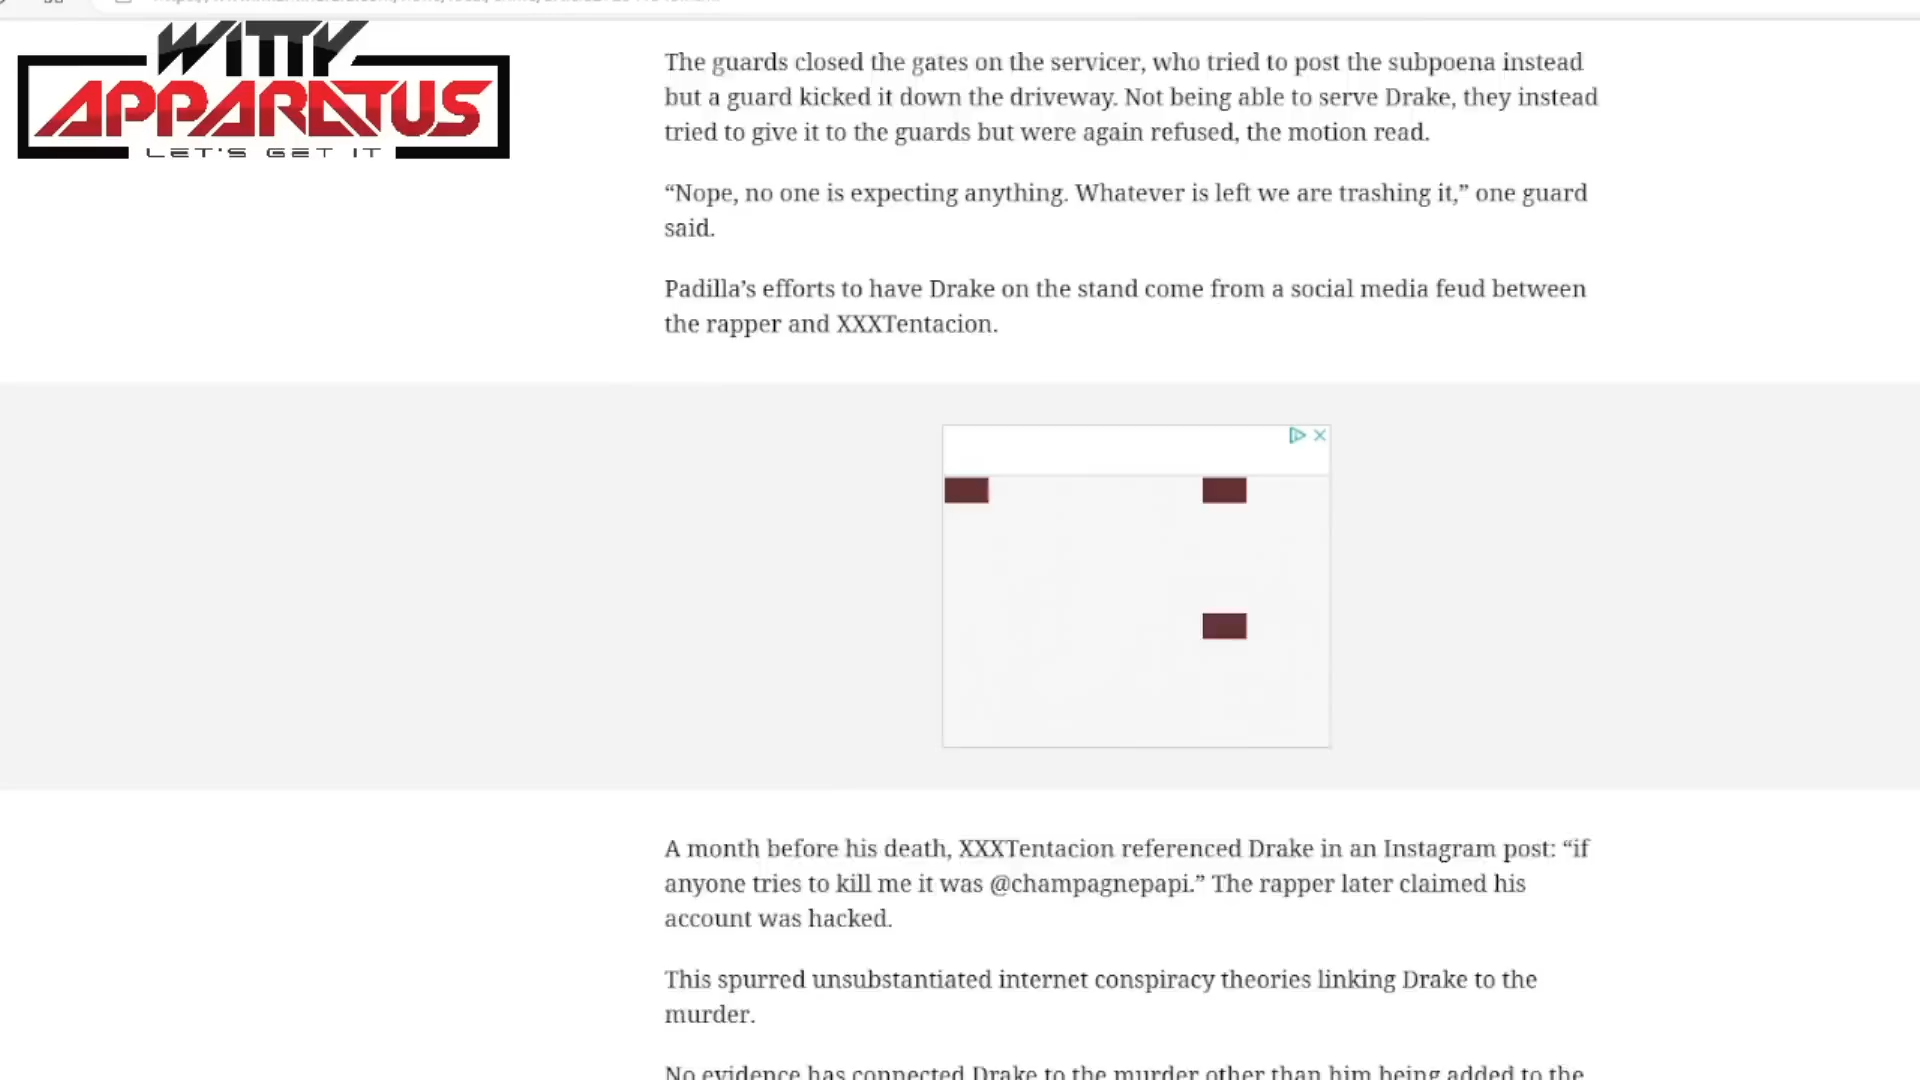 WITTY
APPARATUS
LET'S GET IT
The guards closed the gates on the servicer, who tried to post the subpoena instead
but a guard kicked it down the driveway. Not being able to serve Drake, they instead
tried to give it to the guards but were again refused, the motion read.
“Nope, no one is expecting anything. Whatever is left we are trashing it,” one guard
said.
Padilla’s efforts to have Drake on the stand come from a social media feud between
the rapper and XXXTentacion.
A month before his death, XXXTentacion referenced Drake in an Instagram post: “if
anyone tries to kill me it was @champagnepapi.” The rapper later claimed his
account was hacked.
This spurred unsubstantiated internet conspiracy theories linking Drake to the
murder.
No evidence has connected Drake to the murder other than him being added to the